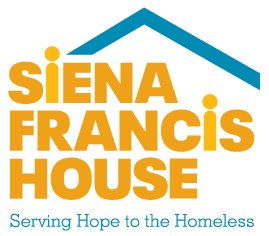 SiENA
FRANCiS
HOUSE
Serving Hope to the Homeless